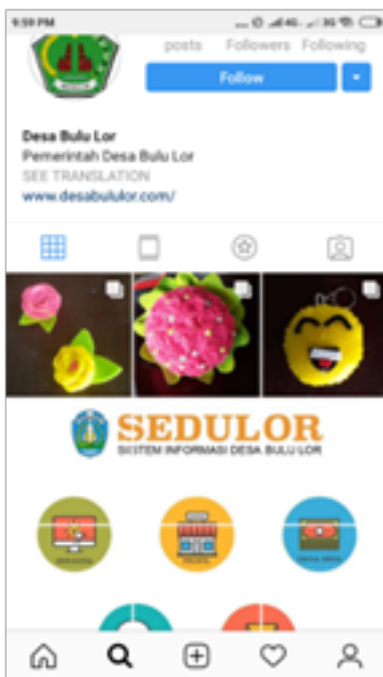 9:59 PM
posts Followers Following
Follow
Desa Bulu Lor
Pemerintah Desa Bulu Lor
SEE TRANSLATION
www.desabululor.com/
SEDULOR
SISTEM INFORMASI DESA BULU LOR